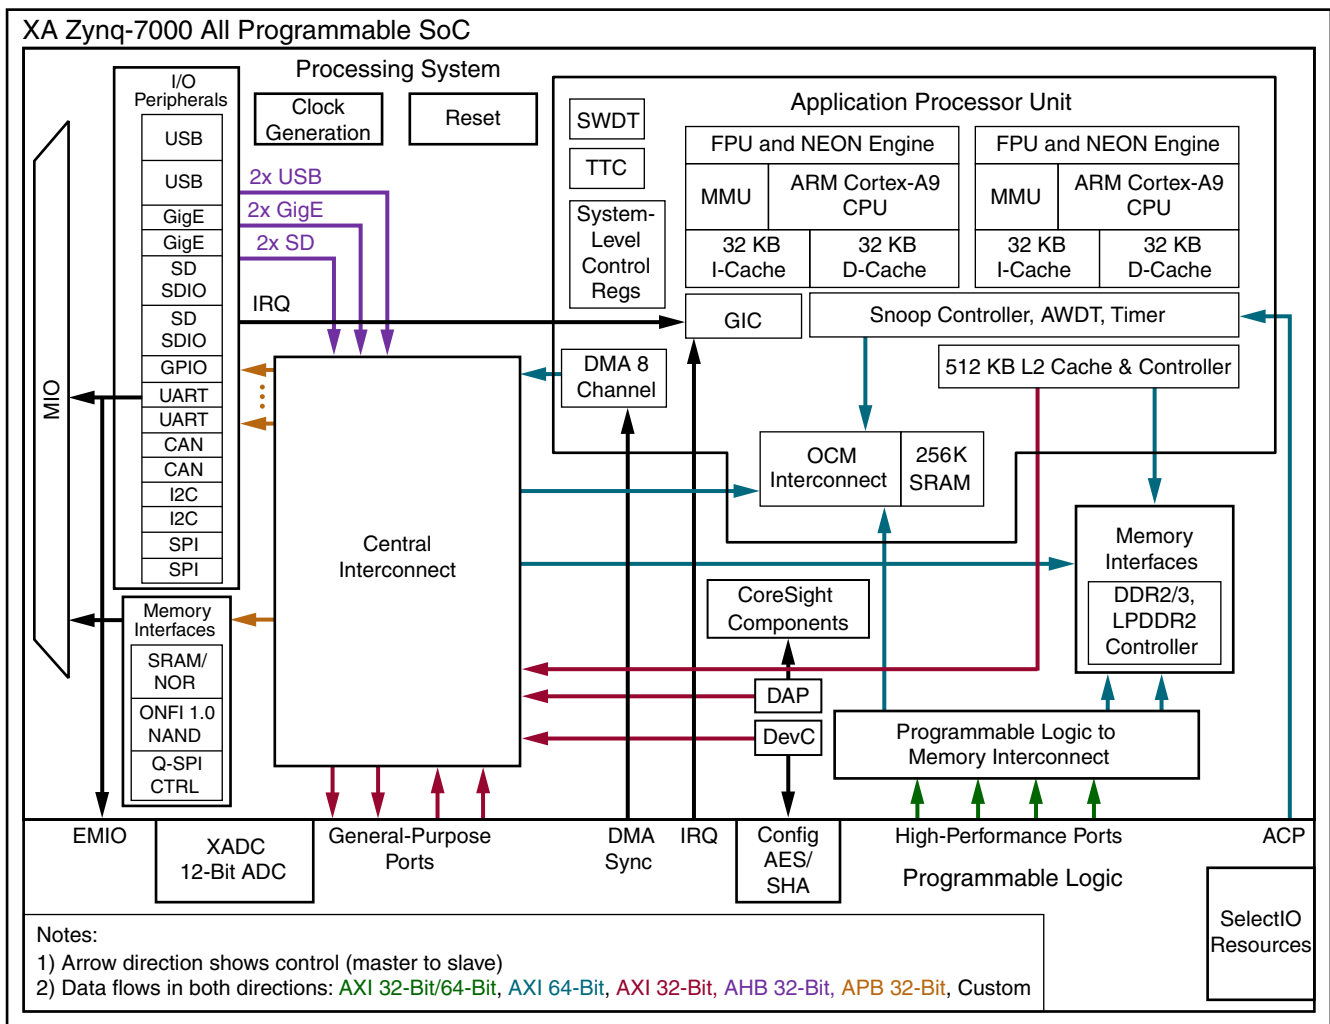 XA Zynq-7000 All Programmable SoC
Processing System
I/O
Peripherals
USB
USB
GigE
GigE
SD
SDIO
SD
SDIO
GPIO
UART
UART
CAN
CAN
I2C
I2C
SPI
SPI
MIO
Clock
Generation
Reset
2x USB
2x GigE
2x SD
IRQ
Application Processor Unit
SWDT
TTC
System-
Level
Control
Regs
FPU and NEON Engine
MMU
ARM Cortex-A9
CPU
32 KB
I-Cache
32 KB
D-Cache
FPU and NEON Engine
MMU
ARM Cortex-A9
CPU
32 KB
I-Cache
32 KB
D-Cache
GIC
Snoop Controller, AWDT, Timer
DMA 8
Channel
512 KB L2 Cache & Controller
OCM
Interconnect
256K
SRAM
Central
Interconnect
Memory
Interfaces
DDR2/3,
LPDDR2
Controller
CoreSight
Components
DAP
DevC
Programmable Logic to
Memory Interconnect
Memory
Interfaces
SRAM/
NOR
ONFI 1.0
NAND
Q-SPI
CTRL
EMIO
XADC
12-Bit ADC
General-Purpose
Ports
DMA
Sync
IRQ
Config
AES/
SHA
High-Performance Ports
ACP
Programmable Logic
SelectIO
Resources
Notes:
1) Arrow direction shows control (master to slave)
2) Data flows in both directions: AXI 32-Bit/64-Bit, AXI 64-Bit, AXI 32-Bit, AHB 32-Bit, APB 32-Bit, Custom